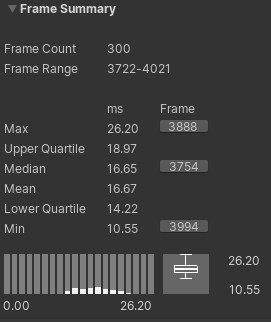 Frame Summary
Frame Count 300
Frame Range 3722-4021
ms Frame
Max 26.20 3888
Upper Quartile 18.97
Median 16.65 3754
Mean 16.67
Lower Quartile 14.22
Min 10.55 3994
26.20
10.55
0.00 26.20